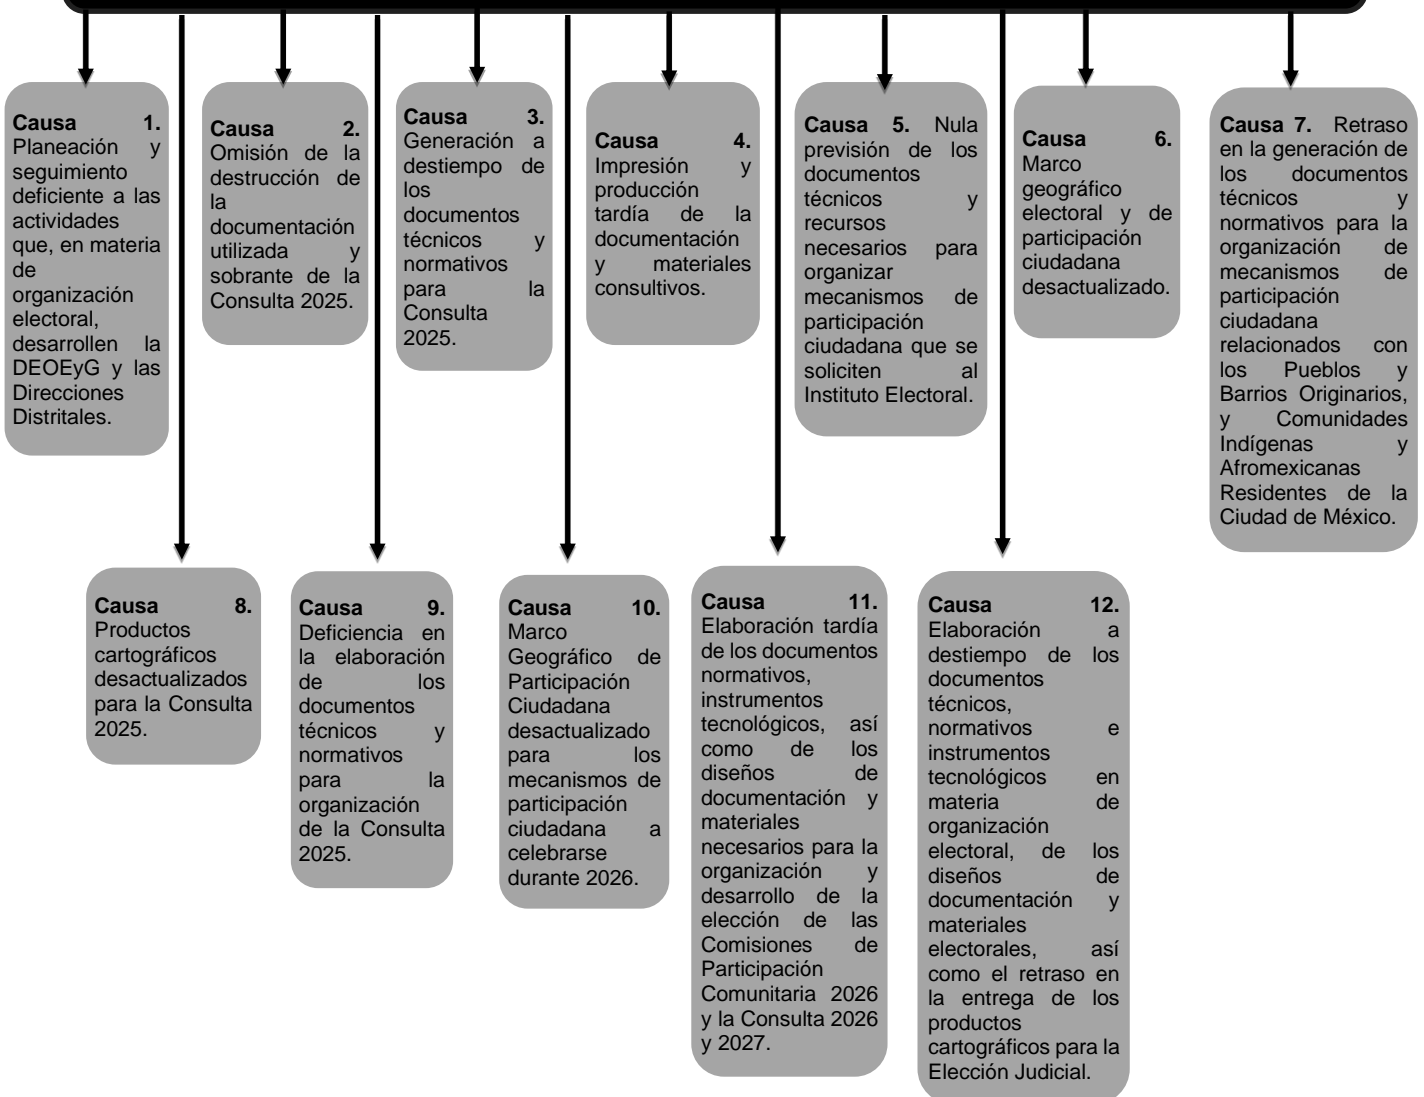 Causa 1.
Planeación y
seguimiento
deficiente a las
actividades
que, en materia
de
organización
electoral,
desarrollen la
DEOEyG y las
Direcciones
Distritales.
Causa 2.
Omisión de la
destrucción de
la
documentación
utilizada y
sobrante de la
Consulta 2025.
Causa 3.
Generación a
destiempo de
los
documentos
técnicos y
normativos
para la
Consulta
2025.
Causa 4.
Impresión y
producción
tardía de la
documentación
y materiales
consultivos.
Causa 5. Nula
previsión de los
documentos
técnicos y
recursos
necesarios para
organizar
mecanismos de
participación
ciudadana que se
soliciten al
Instituto Electoral.
Causa 6.
Marco
geográfico
electoral y de
participación
ciudadana
desactualizado.
Causa 7. Retraso
en la generación de
los documentos
técnicos y
normativos para la
organización de
mecanismos de
participación
ciudadana
relacionados con
los Pueblos y
Barrios Originarios,
y Comunidades
Indígenas y
Afromexicanas
Residentes de la
Ciudad de México.
Causa 8.
Productos
cartográficos
desactualizados
para la Consulta
2025.
Causa 9.
Deficiencia en
la elaboración
de los
documentos
técnicos y
normativos
para la
organización
de la Consulta
2025.
Causa 10.
Marco
Geográfico de
Participación
Ciudadana
desactualizado
para los
mecanismos de
participación
ciudadana a
celebrarse
durante 2026.
Causa 11.
Elaboración tardía
de los documentos
normativos,
instrumentos
tecnológicos, así
como de los
diseños de
documentación y
materiales
necesarios para la
organización y
desarrollo de la
elección de las
Comisiones de
Participación
Comunitaria 2026
y la Consulta 2026
y 2027.
Causa 12.
Elaboración a
destiempo de los
documentos
técnicos,
normativos e
instrumentos
tecnológicos en
materia de
organización
electoral, de los
diseños de
documentación y
materiales
electorales, así
como el retraso en
la entrega de los
productos
cartográficos para la
Elección Judicial.